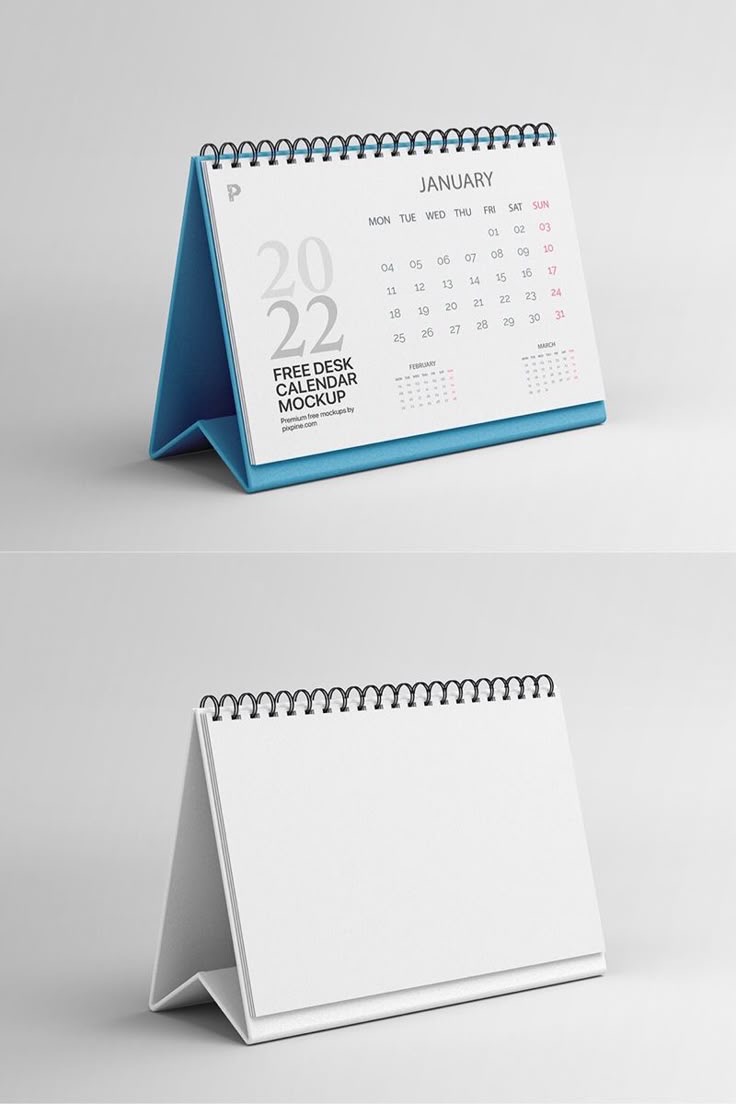 P
JANUARY
MON TUE WED THU FRI SAT SUN
01 02 03
04 05 06 07 08 09 10
11 12 13 14 15 16 17
18 19 20 21 22 23 24
25 26 27 28 29 30 31
20
22
FREE DESK
CALENDAR
MOCKUP
Premium free mockups by
pixpine.com
FEBRUARY
MARCH